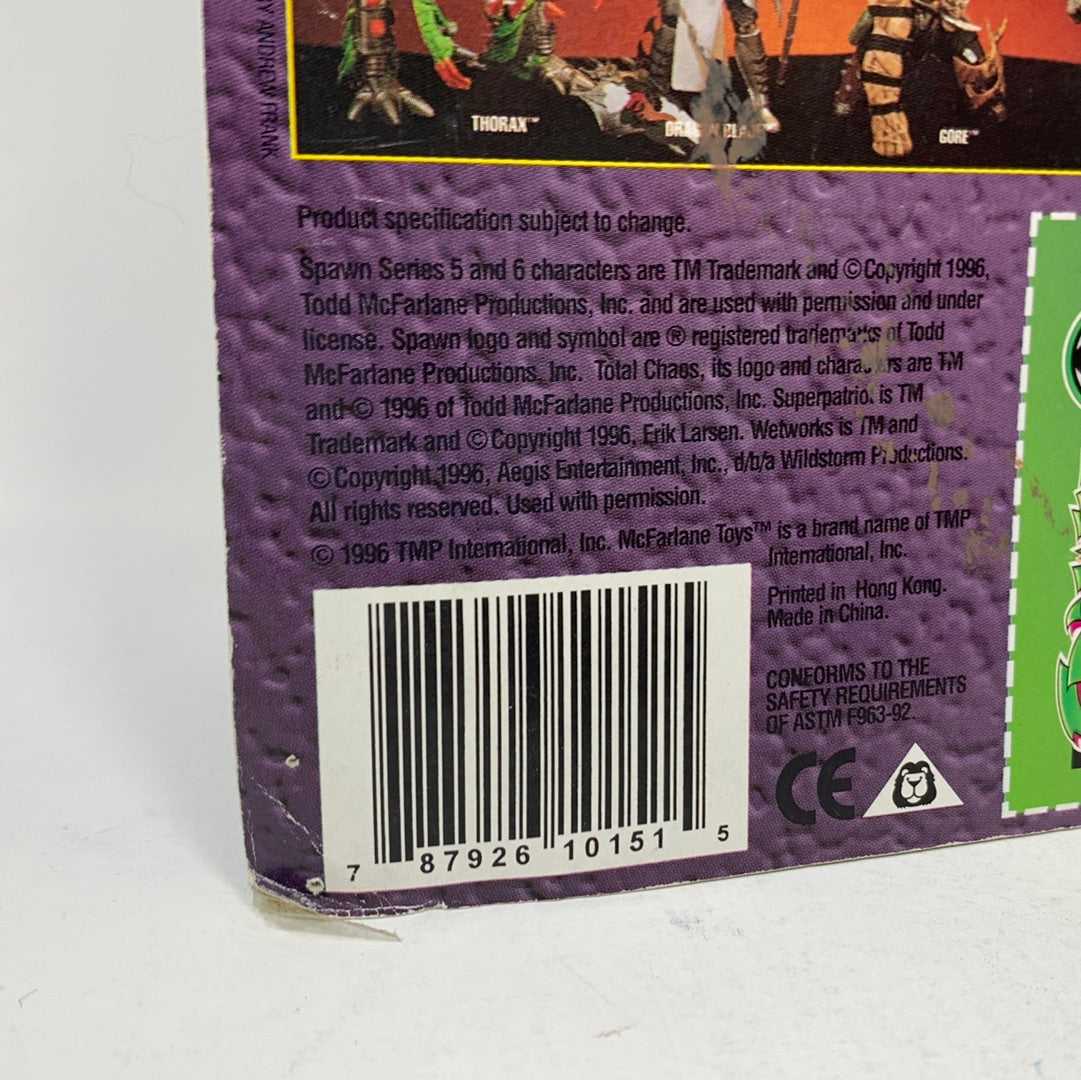 BY ANDREW FRANK
THORAX™
DRAGON BLADE
GORE™
Product specification subject to change.
Spawn Series 5 and 6 characters are TM Trademark and © Copyright 1996,
Todd McFarlane Productions, Inc. and are used with permission and under
license. Spawn logo and symbol are ® registered trademarks of Todd
McFarlane Productions, Inc. Total Chaos, its logo and characters are TM
and © 1996 of Todd McFarlane Productions, Inc. Superpatriot is TM
Trademark and © Copyright 1996, Erik Larsen. Wetworks is TM and
© Copyright 1996, Aegis Entertainment, Inc., d/b/a Wildstorm Productions.
All rights reserved. Used with permission.
© 1996 TMP International, Inc. McFarlane Toys™ is a brand name of TMP
International, Inc.
Printed in Hong Kong.
Made in China.
CONFORMS TO THE
SAFETY REQUIREMENTS
OF ASTM F963-92.
CE
7 87926 10151 5